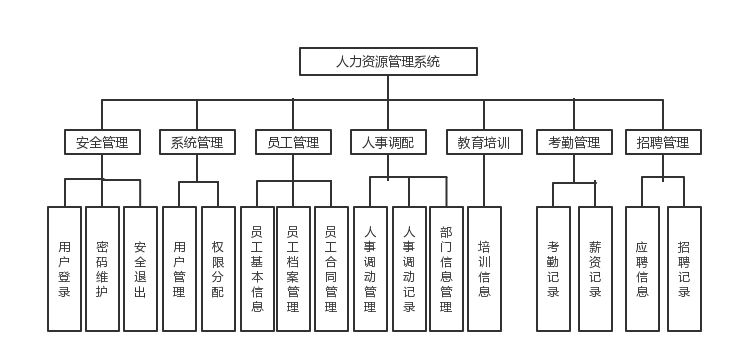 人力资源管理系统
安全管理
系统管理
员工管理
人事调配
教育培训
考勤管理
招聘管理
用户登录
密码维护
安全退出
用户管理
权限分配
员工基本信息
员工档案管理
员工合同管理
人事调动管理
人事调动记录
部门信息管理
培训信息
考勤记录
薪资记录
应聘信息
招聘记录